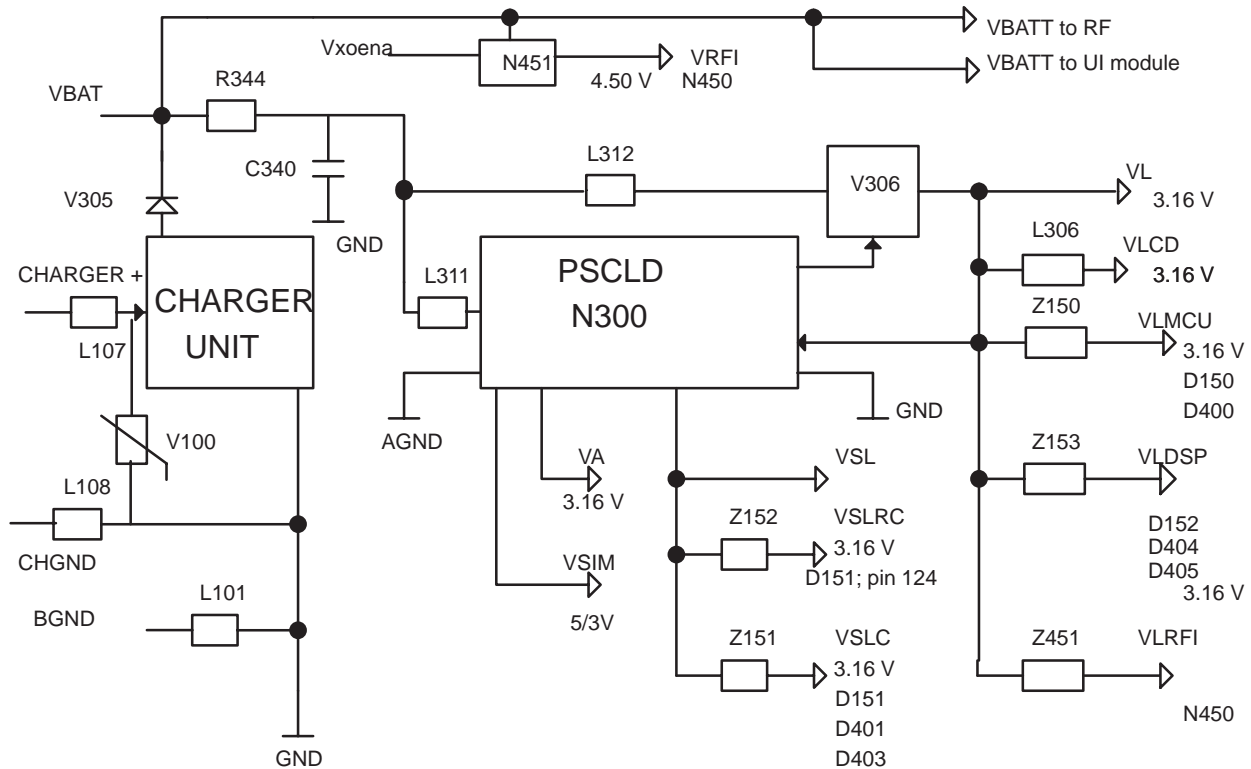 VBATT to RF
Vxoena
N451
VRFI
4.50 V
N450
VBATT to UI module
R344
VBAT
C340
L312
V306
VL
3.16 V
V305
GND
L306
VLCD
3.16 V
CHARGER +
L107
CHARGER
UNIT
L311
PSCLD
N300
Z150
VLMCU
3.16 V
D150
D400
V100
AGND
GND
L108
CHGND
VA
3.16 V
VSL
Z153
VLDSP
D152
D404
D405
3.16 V
Z152
VSLRC
3.16 V
D151; pin 124
VSIM
5/3V
BGND
L101
Z151
VSLC
3.16 V
D151
D401
D403
Z451
VLRFI
N450
GND